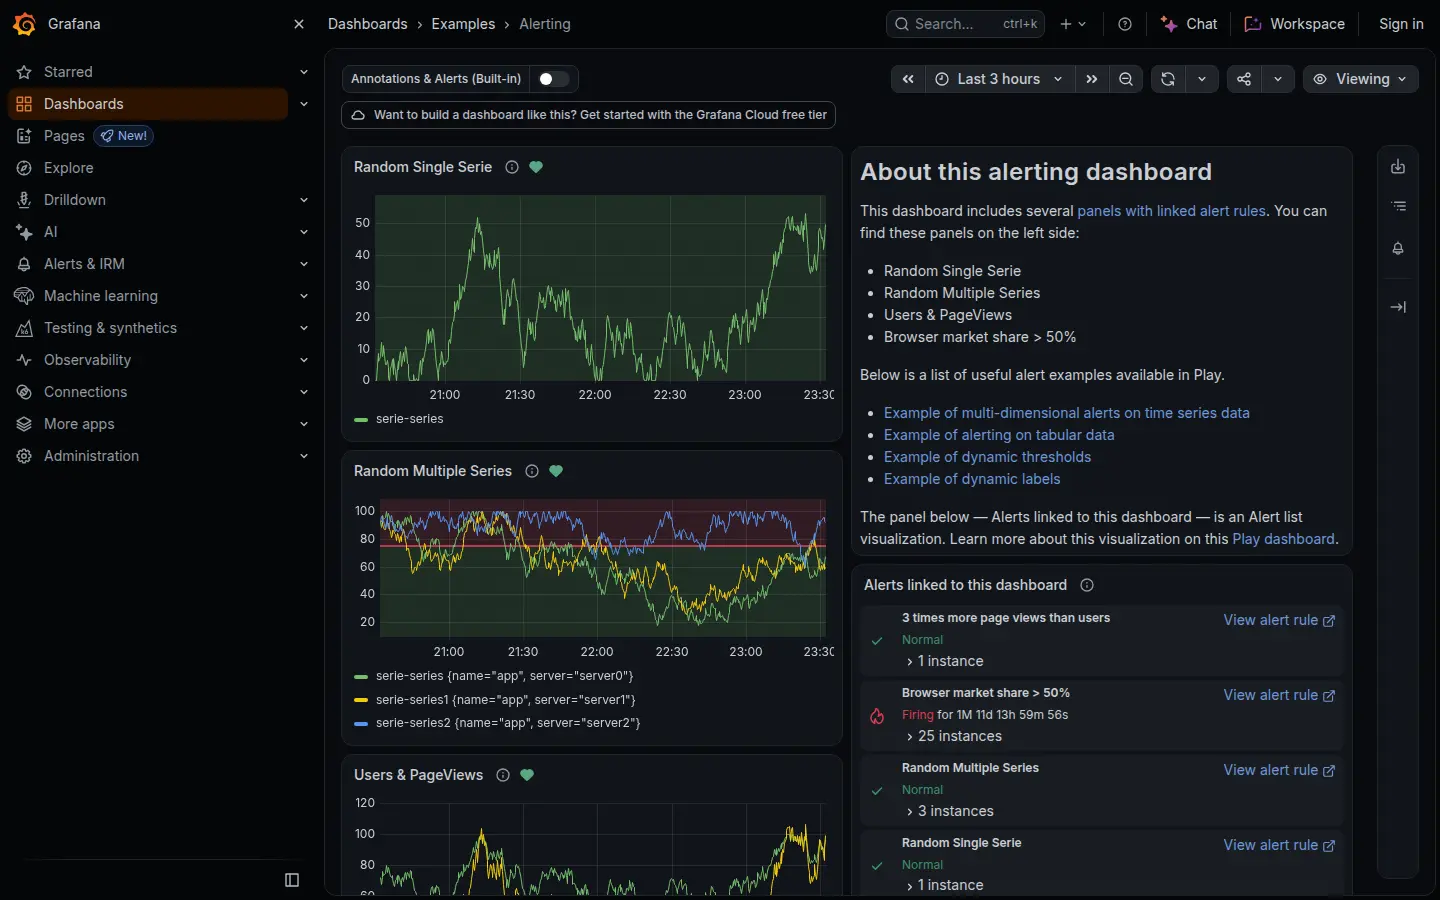 Grafana
Dashboards › Examples › Alerting
Search... ctrl+k
Chat
Workspace
Sign in
Starred
Dashboards
Pages New!
Explore
Drilldown
AI
Alerts & IRM
Machine learning
Testing & synthetics
Observability
Connections
More apps
Administration
Annotations & Alerts (Built-in)
Last 3 hours
Viewing
Want to build a dashboard like this? Get started with the Grafana Cloud free tier
Random Single Serie
50
40
30
20
10
0
21:00 21:30 22:00 22:30 23:00 23:30
serie-series
Random Multiple Series
100
80
60
40
20
21:00 21:30 22:00 22:30 23:00 23:30
serie-series {name="app", server="server0"}
serie-series1 {name="app", server="server1"}
serie-series2 {name="app", server="server2"}
Users & PageViews
120
100
80
60
About this alerting dashboard
This dashboard includes several panels with linked alert rules. You can
find these panels on the left side:
• Random Single Serie
• Random Multiple Series
• Users & PageViews
• Browser market share > 50%
Below is a list of useful alert examples available in Play.
• Example of multi-dimensional alerts on time series data
• Example of alerting on tabular data
• Example of dynamic thresholds
• Example of dynamic labels
The panel below — Alerts linked to this dashboard — is an Alert list
visualization. Learn more about this visualization on this Play dashboard.
Alerts linked to this dashboard
3 times more page views than users
View alert rule
Normal
1 instance
Browser market share > 50%
View alert rule
Firing for 1M 11d 13h 59m 56s
25 instances
Random Multiple Series
View alert rule
Normal
3 instances
Random Single Serie
View alert rule
Normal
1 instance